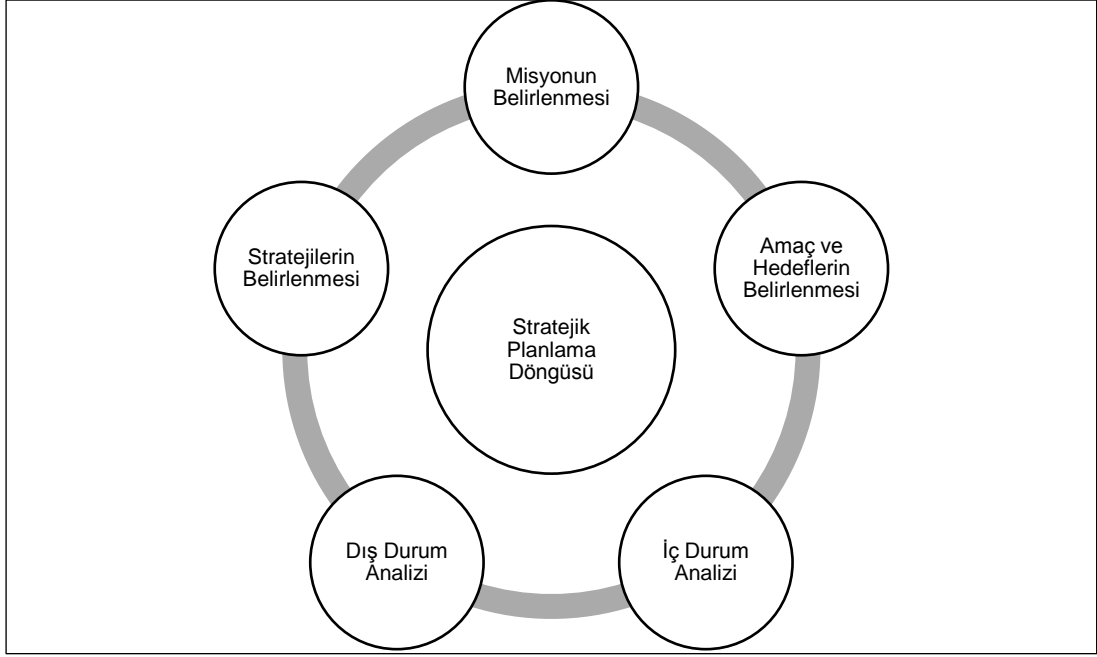 Misyonun
Belirlenmesi
Amaç ve
Hedeflerin
Belirlenmesi
İç Durum
Analizi
Dış Durum
Analizi
Stratejilerin
Belirlenmesi
Stratejik
Planlama
Döngüsü